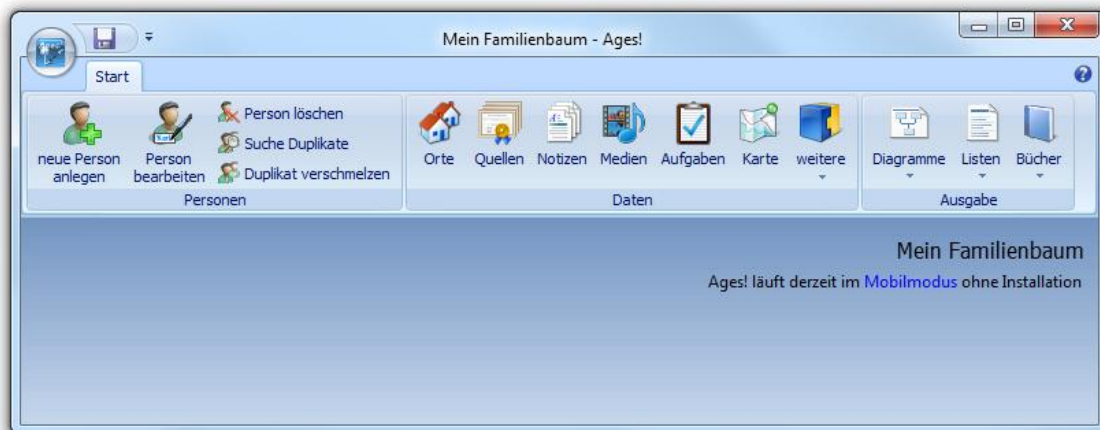 Mein Familienbaum - Ages!
Start
neue Person
anlegen
Person
bearbeiten
Person löschen
Suche Duplikate
Duplikat verschmelzen
Personen
Orte
Quellen
Notizen
Medien
Aufgaben
Karte
weitere
Daten
Diagramme
Listen
Bücher
Ausgabe
Mein Familienbaum
Ages! läuft derzeit im Mobilmodus ohne Installation